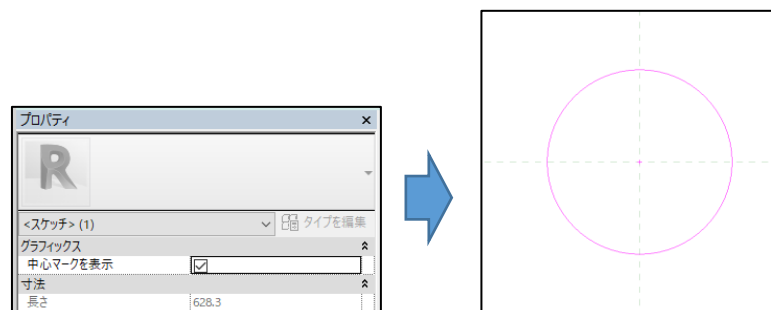 プロパティ
R
<スケッチ> (1) タイプを編集
グラフィックス
中心マークを表示
寸法
長さ 628.3